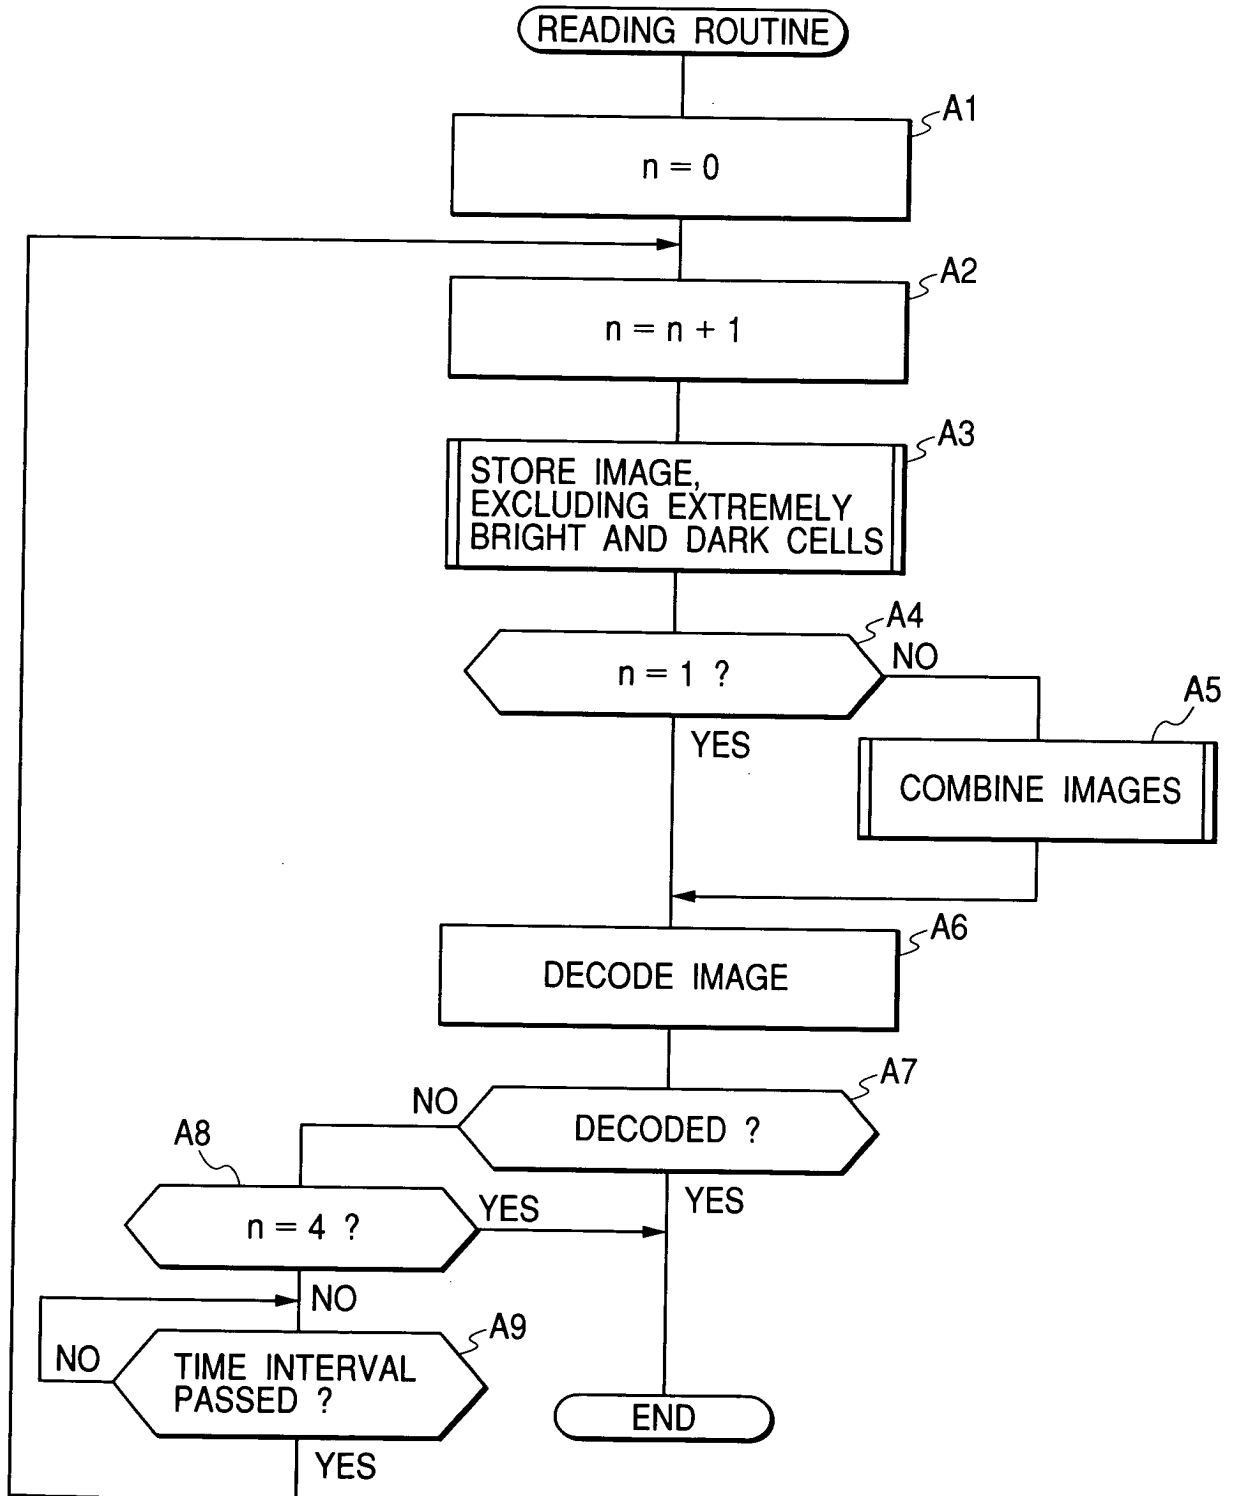 READING ROUTINE
A1
n = 0
A2
n = n + 1
A3
STORE IMAGE,
EXCLUDING EXTREMELY
BRIGHT AND DARK CELLS
A4
n = 1 ?
NO
YES
A5
COMBINE IMAGES
A6
DECODE IMAGE
A7
NO
DECODED ?
YES
A8
n = 4 ?
YES
NO
A9
NO
TIME INTERVAL
PASSED ?
YES
END